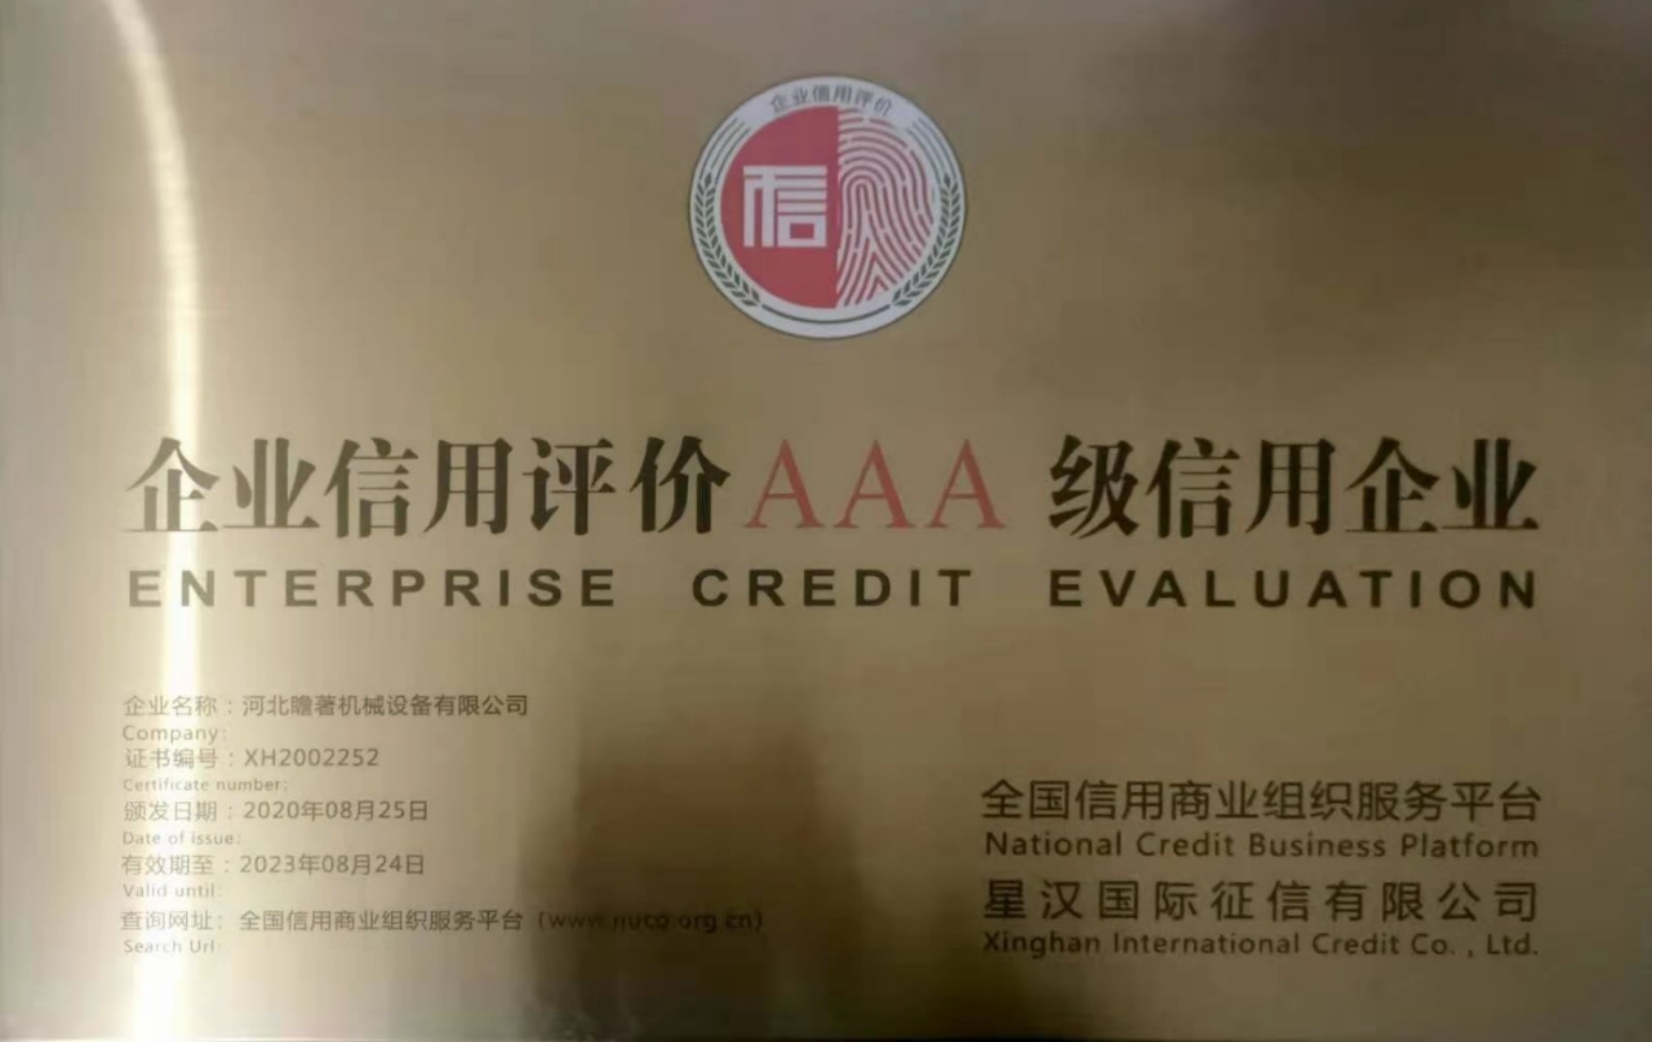 企业信用评价
信
企业信用评价AAA 级信用企业
ENTERPRISE CREDIT EVALUATION
企业名称：河北瞻著机械设备有限公司
Company:
证书编号：XH2002252
Certificate number:
颁发日期：2020年08月25日
Date of issue:
有效期至：2023年08月24日
Valid until:
查询网址：全国信用商业组织服务平台
Search Url:
全国信用商业组织服务平台
National Credit Business Platform
星汉国际征信有限公司
Xinghan International Credit Co. , Ltd.